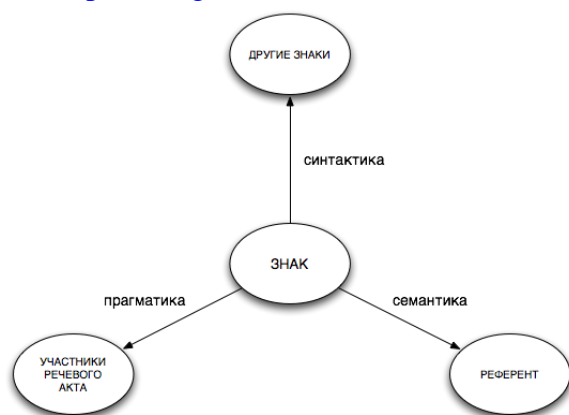 ДРУГИЕ ЗНАКИ
синтактика
ЗНАК
прагматика
семантика
УЧАСТНИКИ
РЕЧЕВОГО
АКТА
РЕФЕРЕНТ